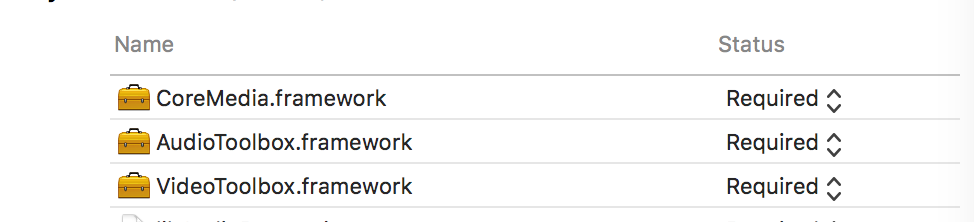 Name Status
CoreMedia.framework Required
AudioToolbox.framework Required
VideoToolbox.framework Required